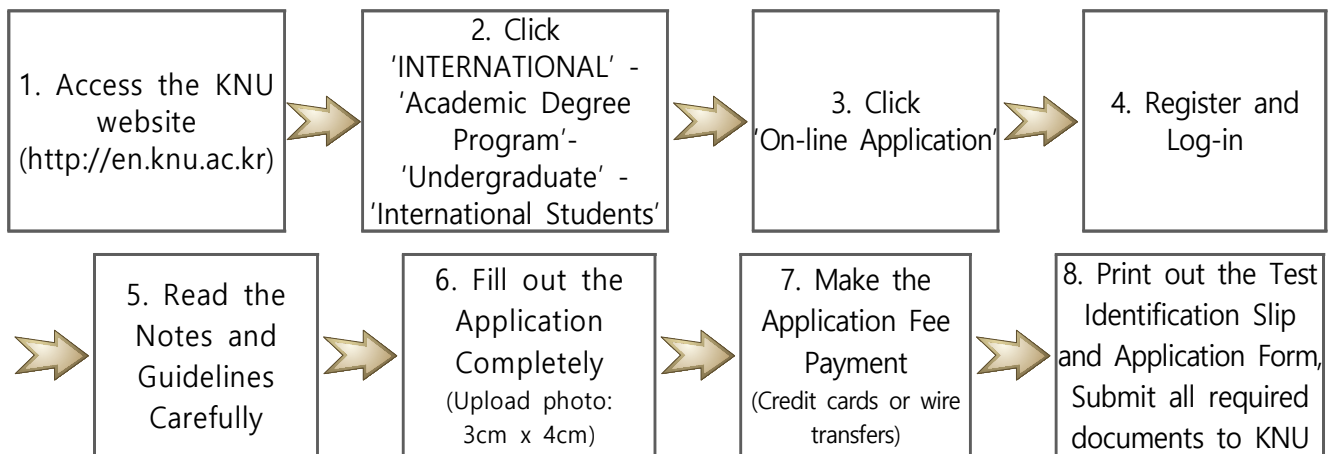 1. Access the KNU
website
(http://en.knu.ac.kr)
2. Click
'INTERNATIONAL' -
'Academic Degree
Program'-
'Undergraduate' -
'International Students'
3. Click
'On-line Application'
4. Register and
Log-in
5. Read the
Notes and
Guidelines
Carefully
6. Fill out the
Application
Completely
(Upload photo:
3cm x 4cm)
7. Make the
Application Fee
Payment
(Credit cards or wire
transfers)
8. Print out the Test
Identification Slip
and Application Form,
Submit all required
documents to KNU